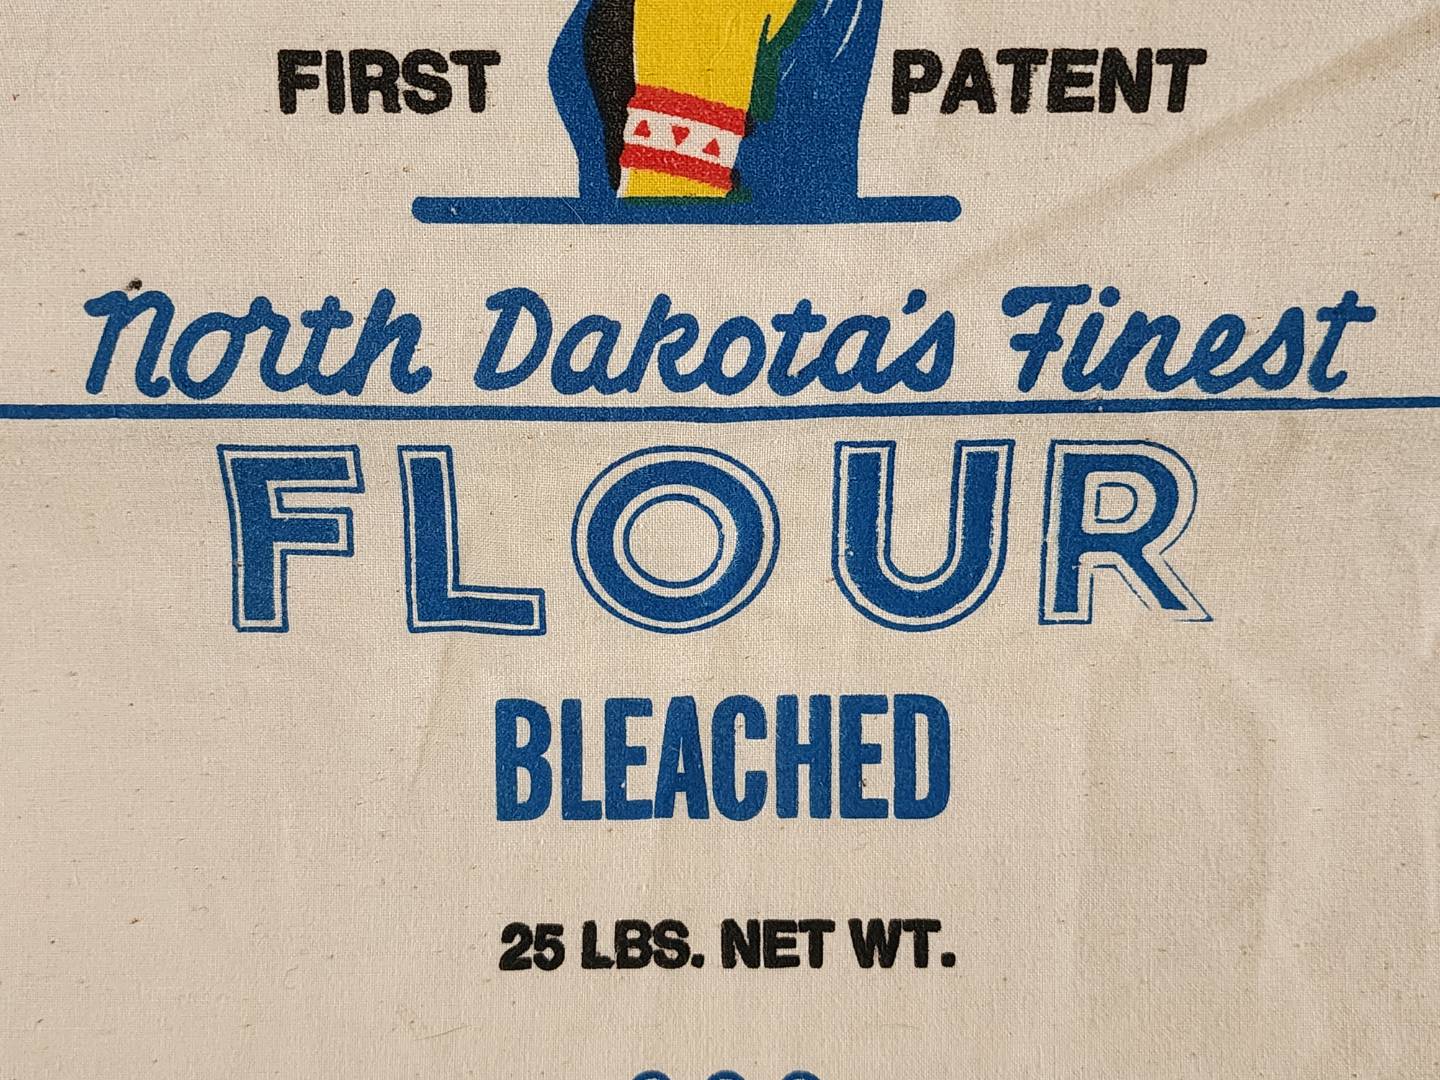 FIRST PATENT
North Dakota's Finest
FLOUR
BLEACHED
25 LBS. NET WT.